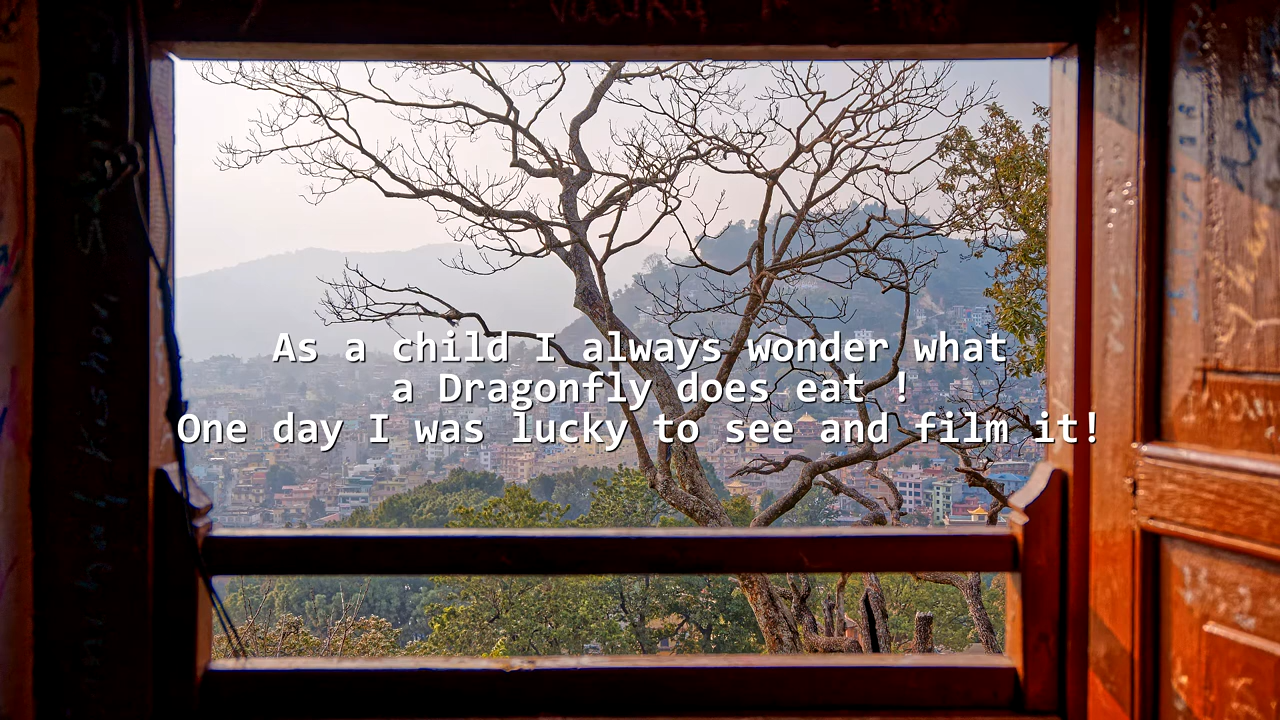 As a child I always wonder what
a Dragonfly does eat !
One day I was lucky to see and film it!